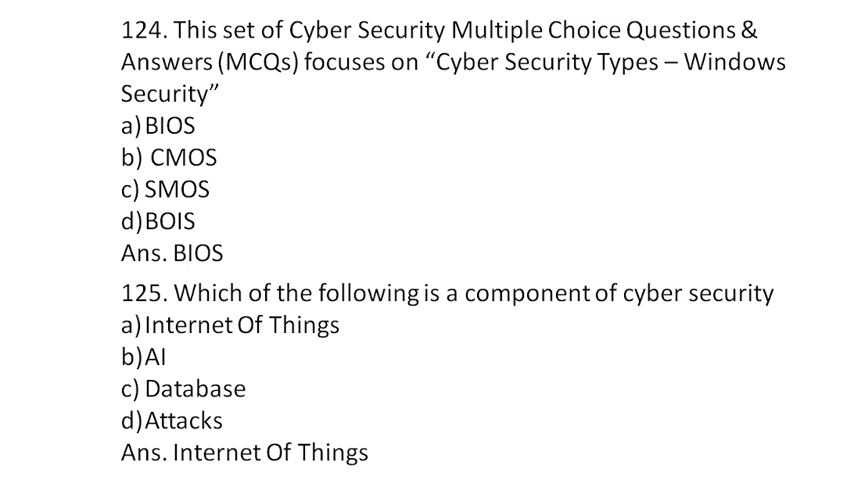 124. This set of Cyber Security Multiple Choice Questions &
Answers (MCQs) focuses on “Cyber Security Types – Windows
Security”
a) BIOS
b) CMOS
c) SMOS
d) BOIS
Ans. BIOS
125. Which of the following is a component of cyber security
a) Internet Of Things
b) AI
c) Database
d) Attacks
Ans. Internet Of Things